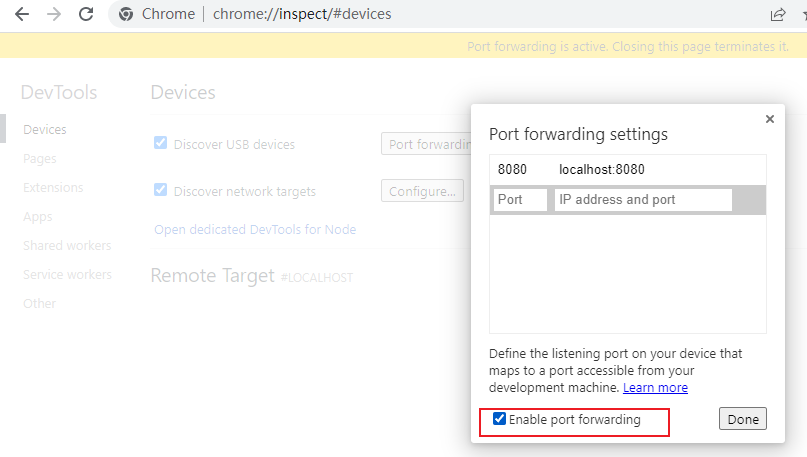 Chrome chrome://inspect/#devices
Port forwarding is active. Closing this page terminates it.
DevTools
Devices
Pages
Extensions
Apps
Shared workers
Service workers
Other
Devices
Discover USB devices
Port forwardin
Discover network targets
Configure...
Open dedicated DevTools for Node
Remote Target #LOCALHOST
Port forwarding settings
8080 localhost:8080
Port IP address and port
Define the listening port on your device that
maps to a port accessible from your
development machine. Learn more
Enable port forwarding
Done